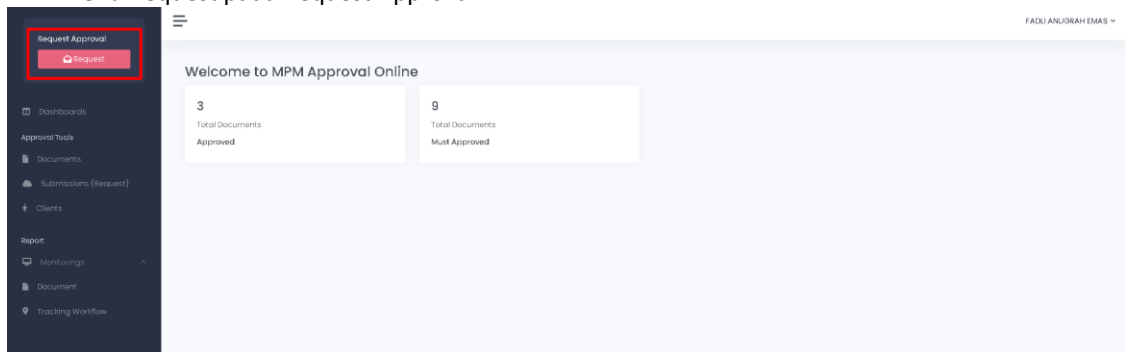 Request Approval
Request
FADLI ANUGRAH EMAS
Welcome to MPM Approval Online
3
Total Documents
Approved
9
Total Documents
Must Approved
Dashboards
Approval Tools
Documents
Submissions (Request)
Clients
Report
Monitorings
Document
Tracking Workflow